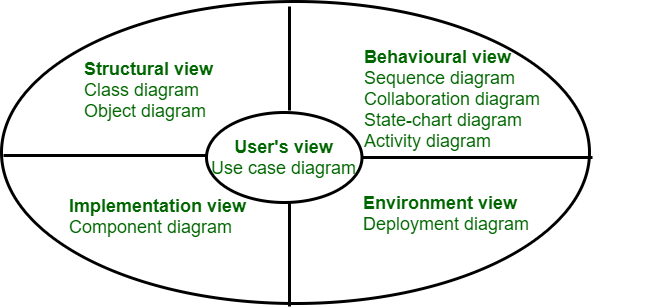 Structural view
Class diagram
Object diagram
Behavioural view
Sequence diagram
Collaboration diagram
State-chart diagram
Activity diagram
User's view
Use case diagram
Implementation view
Component diagram
Environment view
Deployment diagram